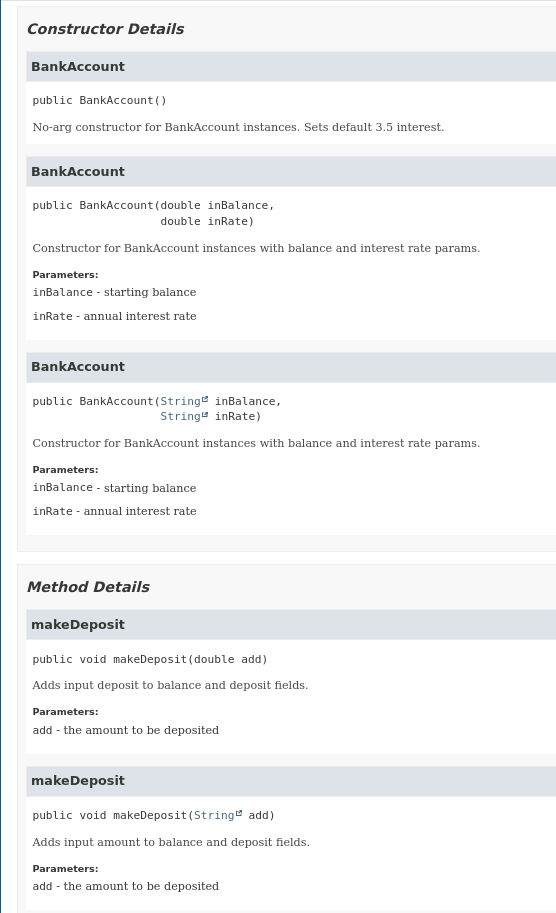 Constructor Details
BankAccount
public BankAccount()
No-arg constructor for BankAccount instances. Sets default 3.5 interest.
BankAccount
public BankAccount(double inBalance,
double inRate)
Constructor for BankAccount instances with balance and interest rate params.
Parameters:
inBalance - starting balance
inRate - annual interest rate
BankAccount
public BankAccount(String inBalance,
String inRate)
Constructor for BankAccount instances with balance and interest rate params.
Parameters:
inBalance - starting balance
inRate - annual interest rate
Method Details
makeDeposit
public void makeDeposit(double add)
Adds input deposit to balance and deposit fields.
Parameters:
add - the amount to be deposited
makeDeposit
public void makeDeposit(String add)
Adds input amount to balance and deposit fields.
Parameters:
add - the amount to be deposited